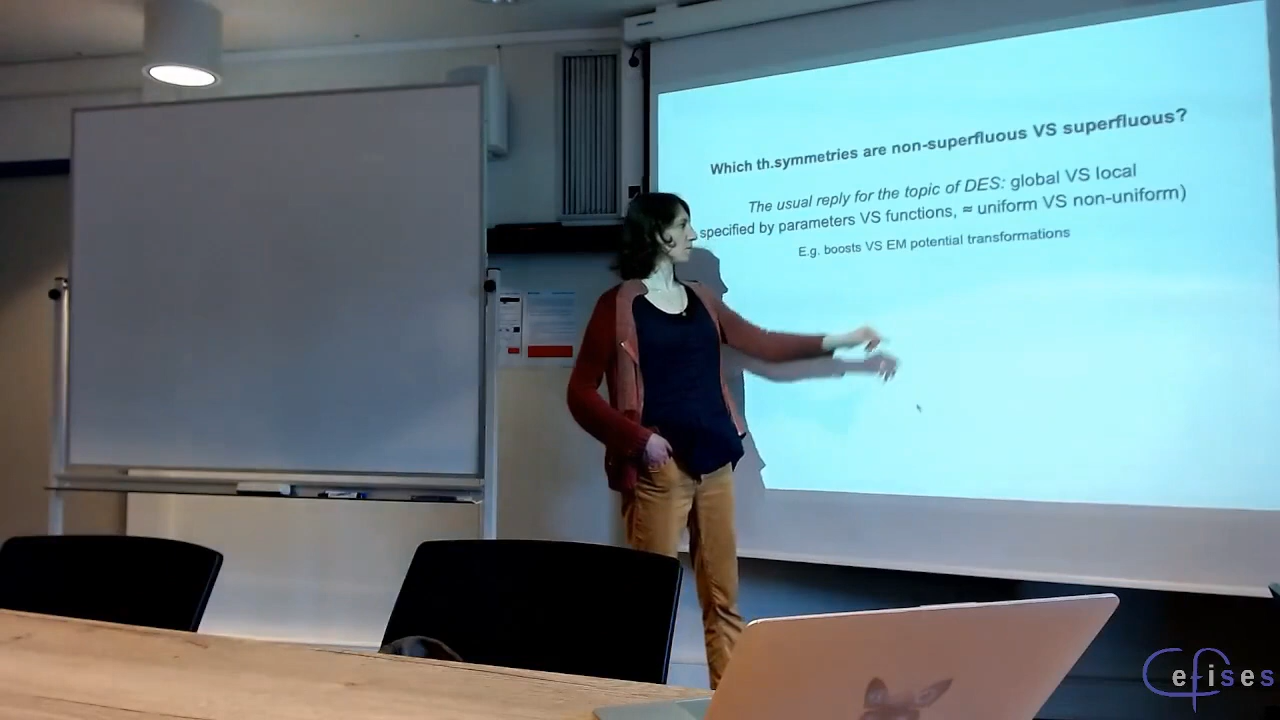 Which th.symmetries are non-superfluous VS superfluous?
The usual reply for the topic of DES: global VS local
specified by parameters VS functions, ≈ uniform VS non-uniform)
E.g. boosts VS EM potential transformations
efises